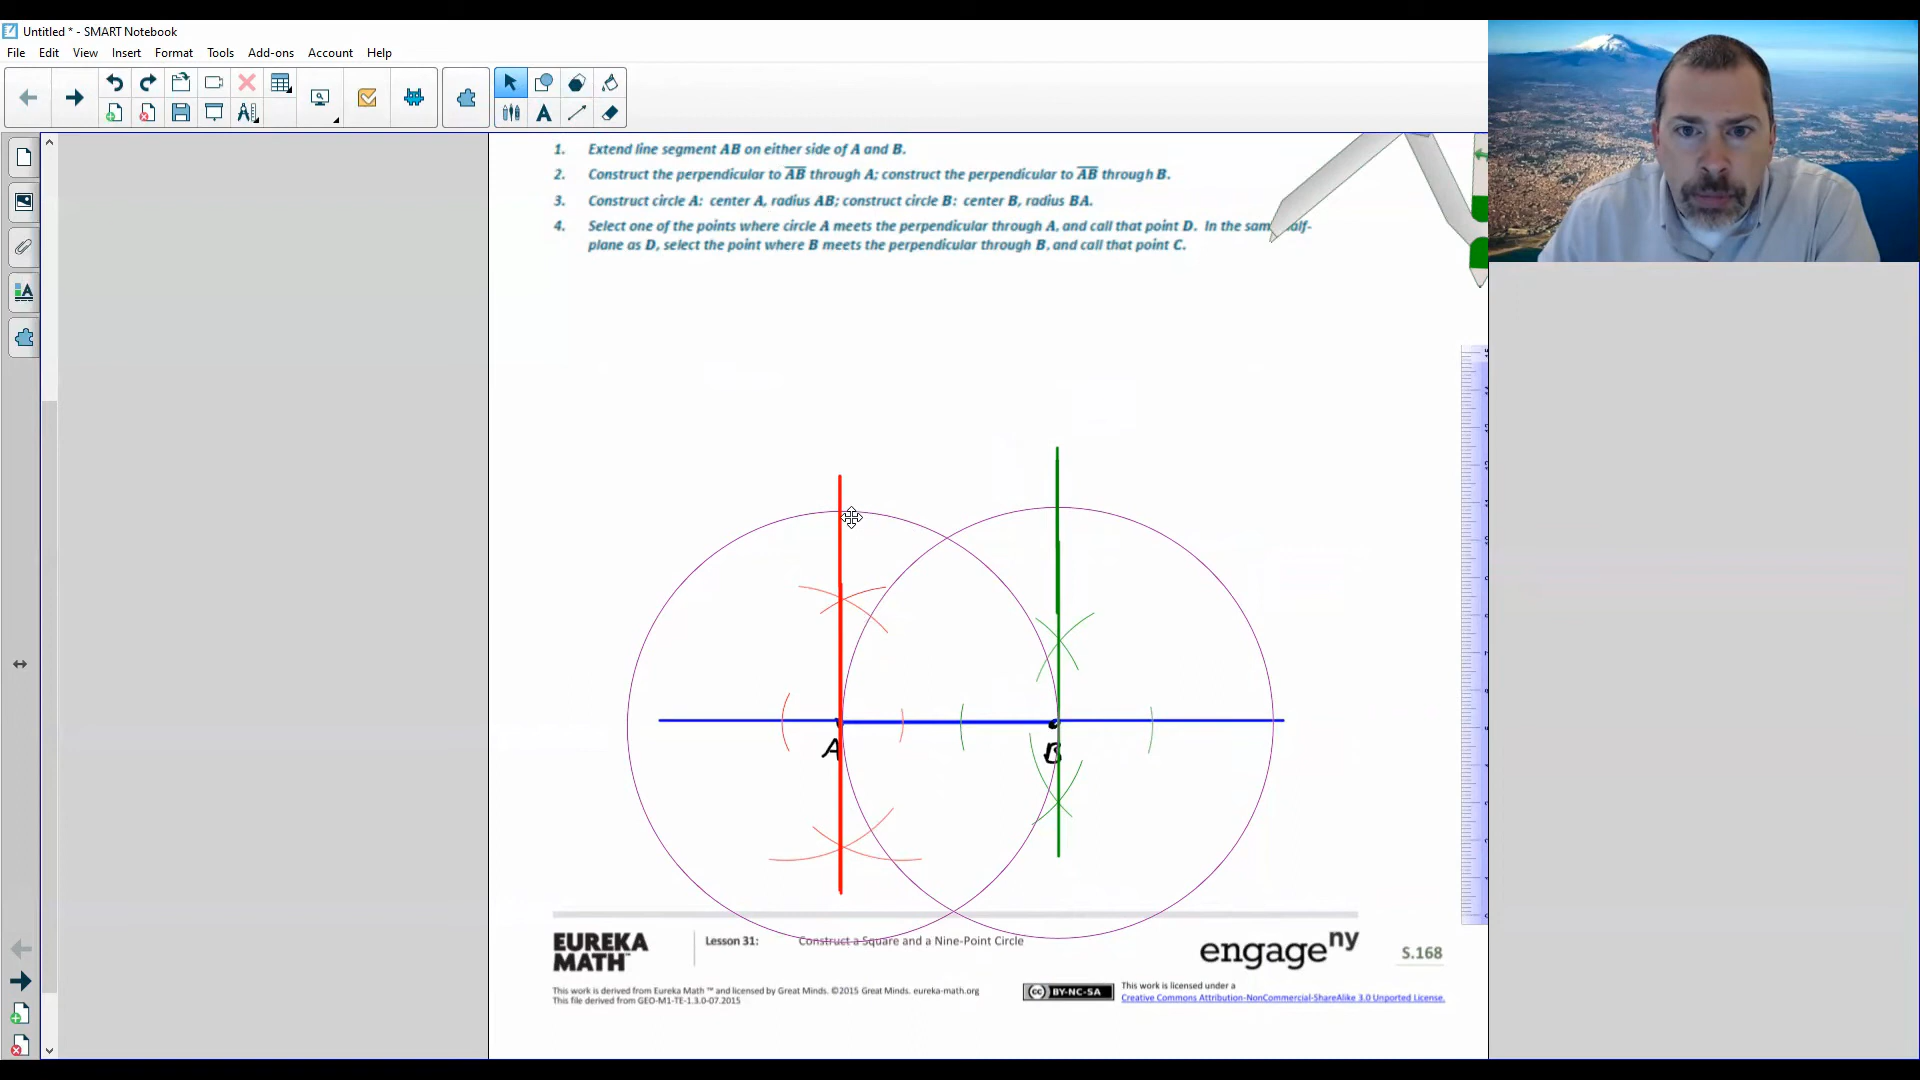 Untitled * - SMART Notebook
File Edit View Insert Format Tools Add-ons Account Help
1. Extend line segment AB on either side of A and B.
2. Construct the perpendicular to AB through A; construct the perpendicular to AB through B.
3. Construct circle A: center A, radius AB; construct circle B: center B, radius BA.
4. Select one of the points where circle A meets the perpendicular through A, and call that point D. In the same half-
plane as D, select the point where B meets the perpendicular through B, and call that point C.
A B
EUREKA
MATH™
Lesson 31: Construct a Square and a Nine-Point Circle
engage ny
S.168
This work is derived from Eureka Math ™ and licensed by Great Minds. ©2015 Great Minds. eureka-math.org
This file derived from GEO-M1-TE-1.3.0-07.2015
cc BY-NC-SA
This work is licensed under a
Creative Commons Attribution-NonCommercial-ShareAlike 3.0 Unported License.